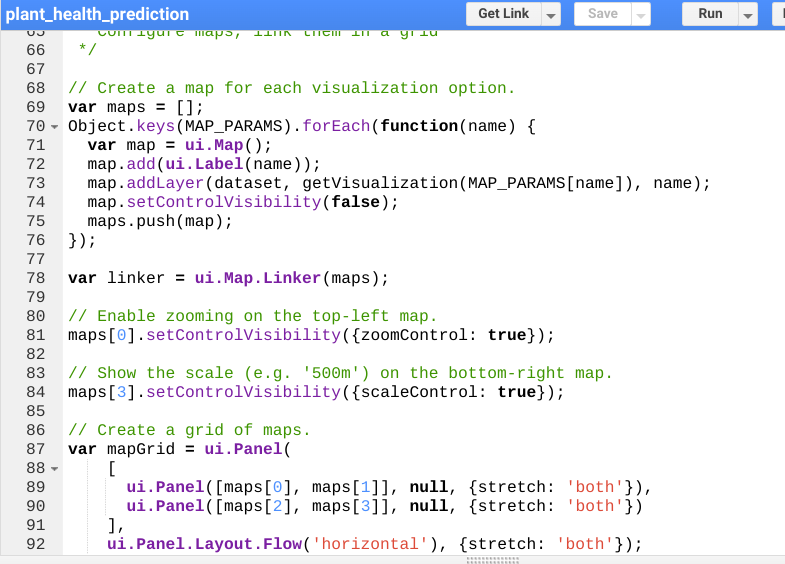 plant_health_prediction
Get Link
Save
Run
65 configure maps, link them in a grid
66 */
67
68 // Create a map for each visualization option.
69 var maps = [];
70 Object.keys(MAP_PARAMS).forEach(function(name) {
71 var map = ui.Map();
72 map.add(ui.Label(name));
73 map.addLayer(dataset, getVisualization(MAP_PARAMS[name]), name);
74 map.setControlVisibility(false);
75 maps.push(map);
76 });
77
78 var linker = ui.Map.Linker(maps);
79
80 // Enable zooming on the top-left map.
81 maps[0].setControlVisibility({zoomControl: true});
82
83 // Show the scale (e.g. '500m') on the bottom-right map.
84 maps[3].setControlVisibility({scaleControl: true});
85
86 // Create a grid of maps.
87 var mapGrid = ui.Panel(
88 [
89 ui.Panel([maps[0], maps[1]], null, {stretch: 'both'}),
90 ui.Panel([maps[2], maps[3]], null, {stretch: 'both'})
91 ],
92 ui.Panel.Layout.Flow('horizontal'), {stretch: 'both'});